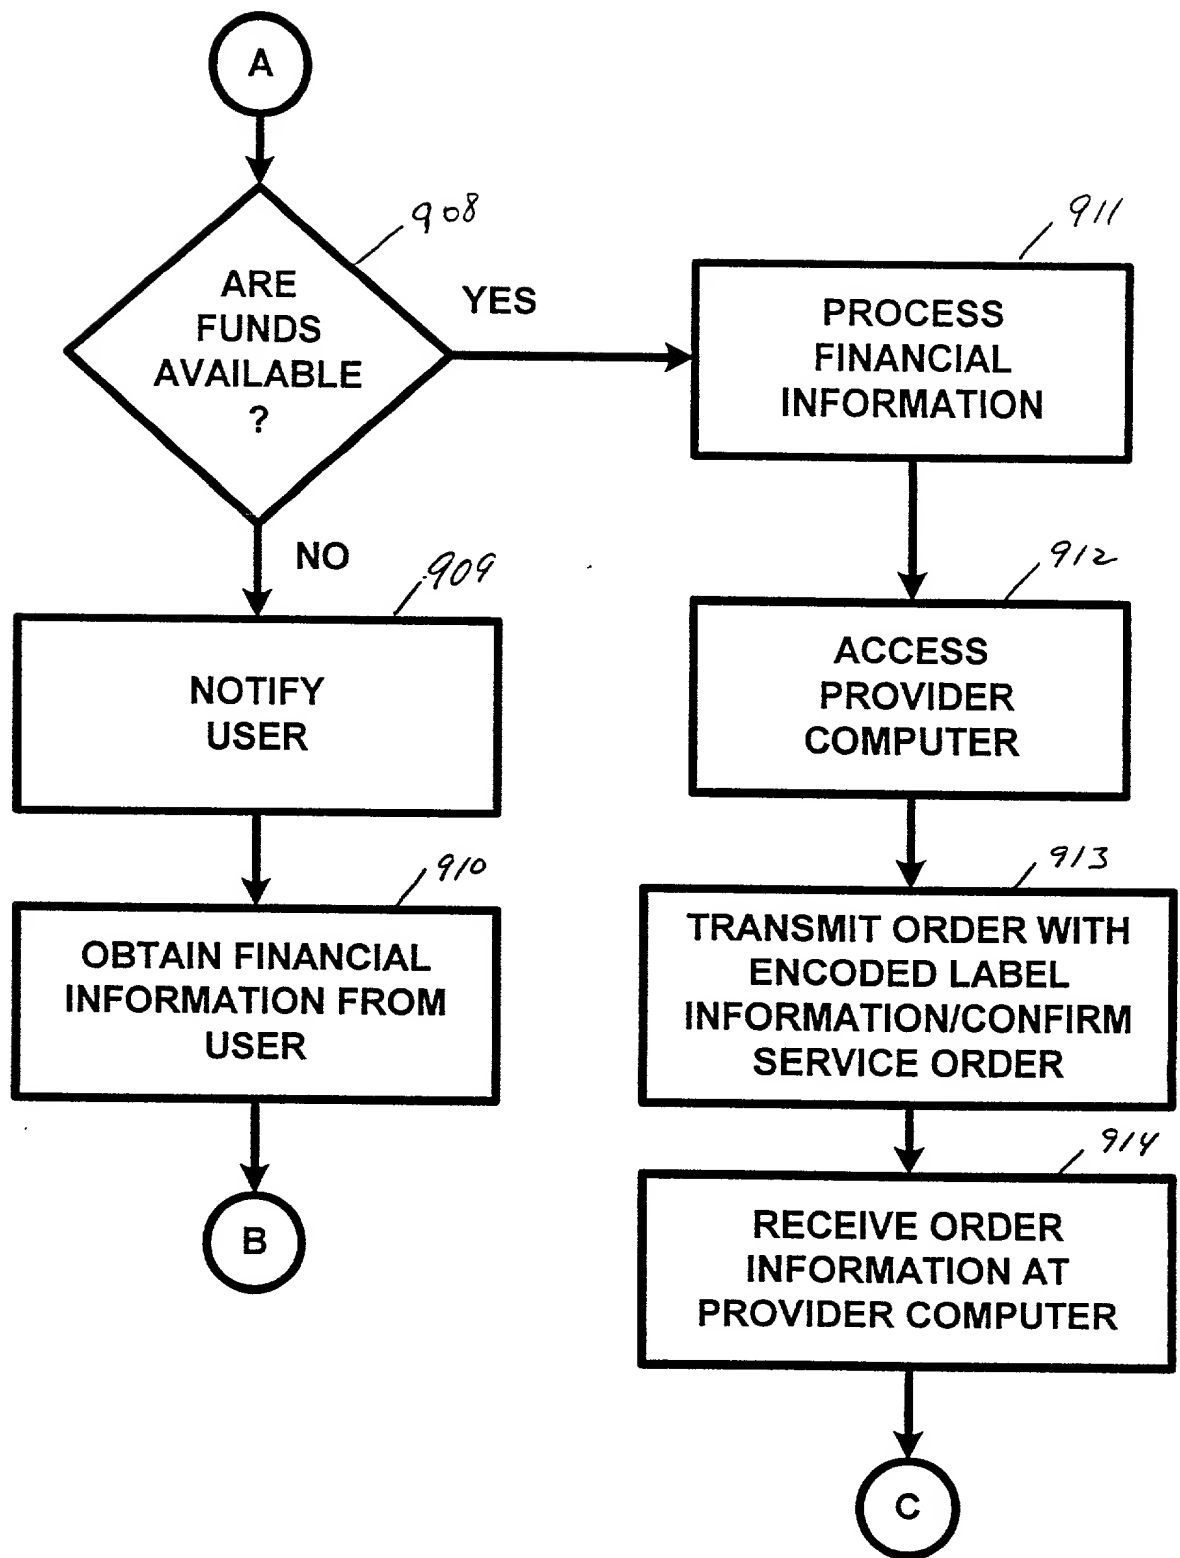 A
908
ARE
FUNDS
AVAILABLE
?
YES
NO
909
NOTIFY
USER
910
OBTAIN FINANCIAL
INFORMATION FROM
USER
B
911
PROCESS
FINANCIAL
INFORMATION
912
ACCESS
PROVIDER
COMPUTER
913
TRANSMIT ORDER WITH
ENCODED LABEL
INFORMATION/CONFIRM
SERVICE ORDER
914
RECEIVE ORDER
INFORMATION AT
PROVIDER COMPUTER
C